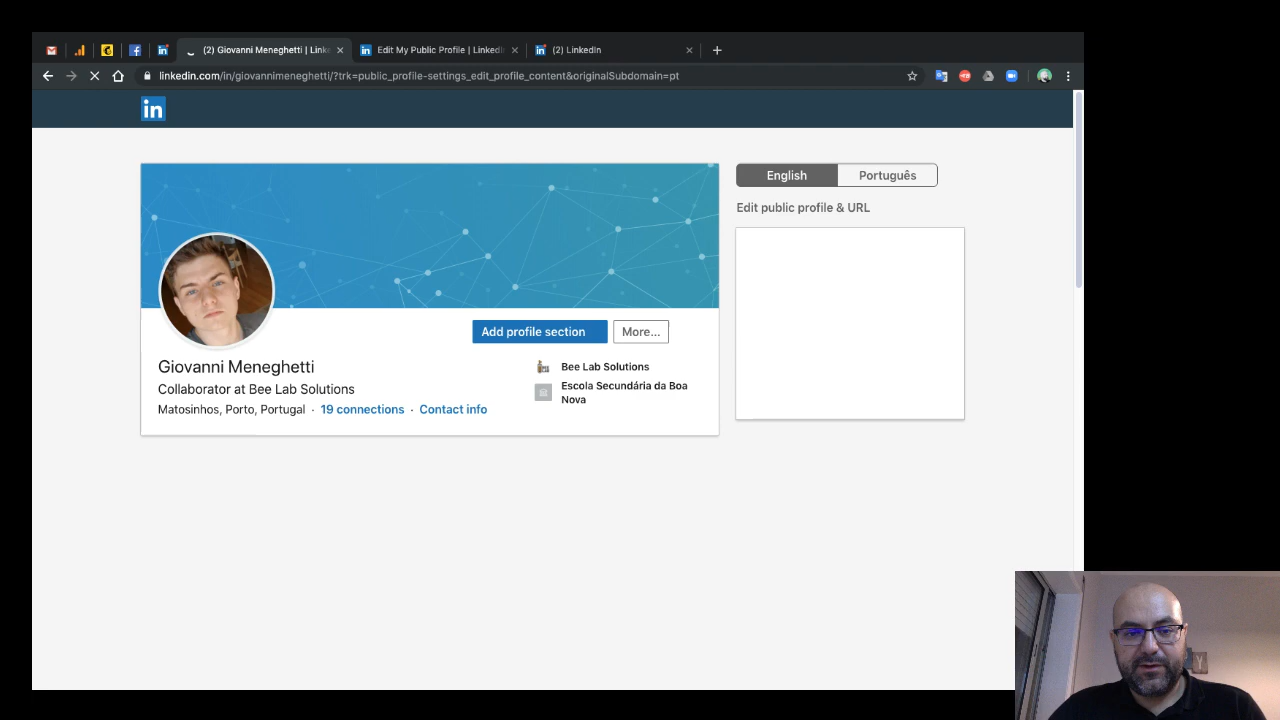 (2) Giovanni Meneghetti | Link
Edit My Public Profile | LinkedIn
(2) LinkedIn
linkedin.com/in/giovannimeneghetti/?trk=public_profile-settings_edit_profile_content&originalSubdomain=pt
in
English
Português
Edit public profile & URL
Add profile section
More...
Giovanni Meneghetti
Collaborator at Bee Lab Solutions
Matosinhos, Porto, Portugal · 19 connections · Contact info
Bee Lab Solutions
Escola Secundária da Boa
Nova